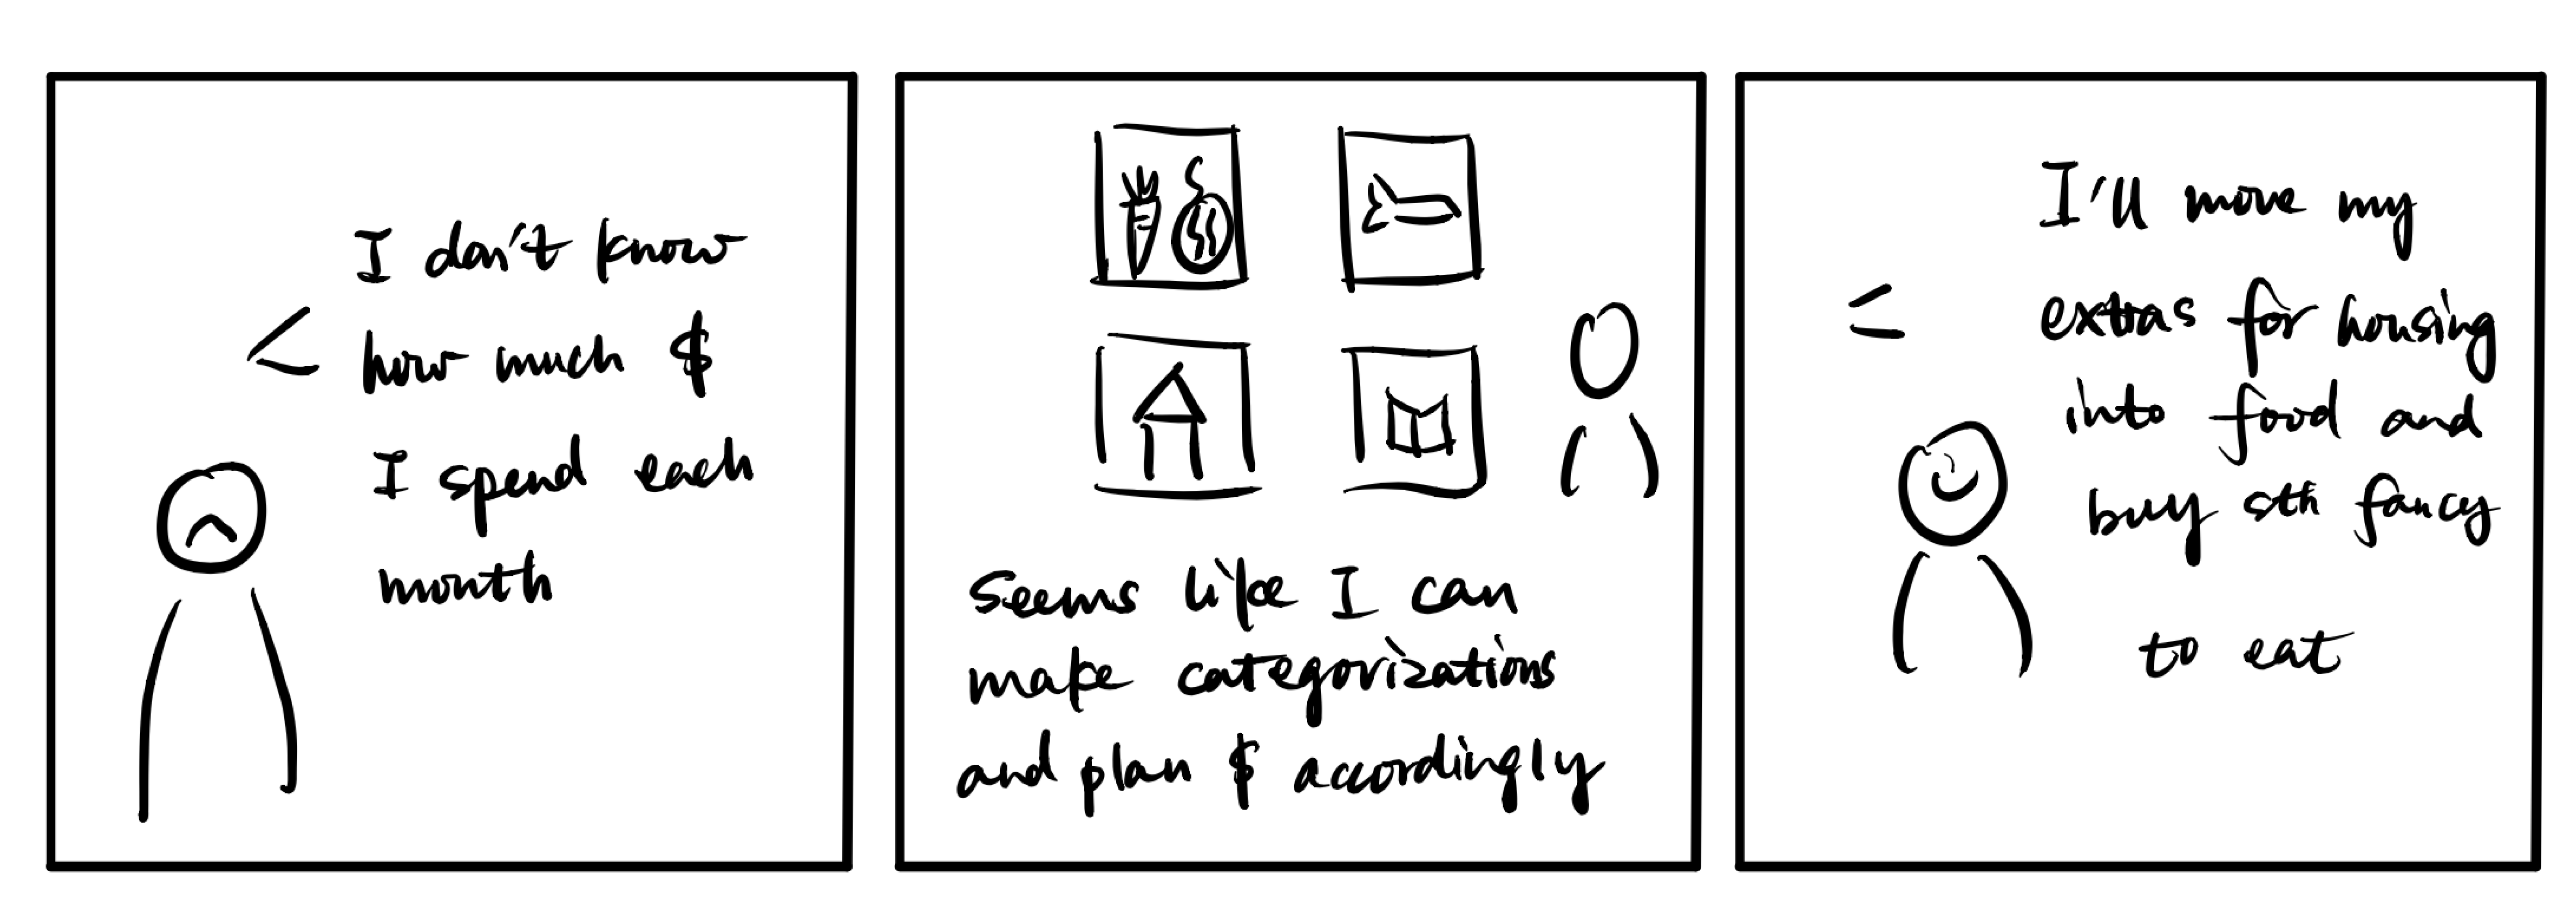 I don't know
how much $
I spend each
month
Seems like I can
make categorizations
and plan $ accordingly
I'll move my
extras for housing
into food and
buy sth fancy
to eat